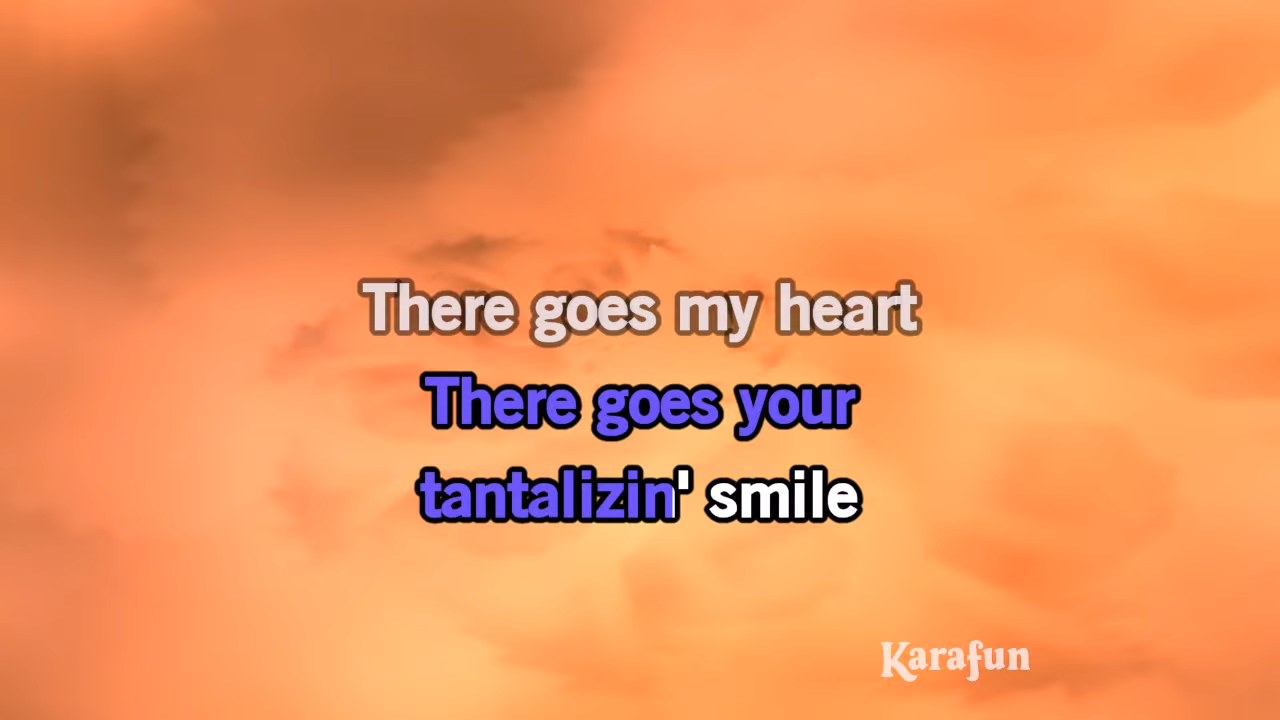 There goes my heart
There goes your
tantalizin' smile
Karafun